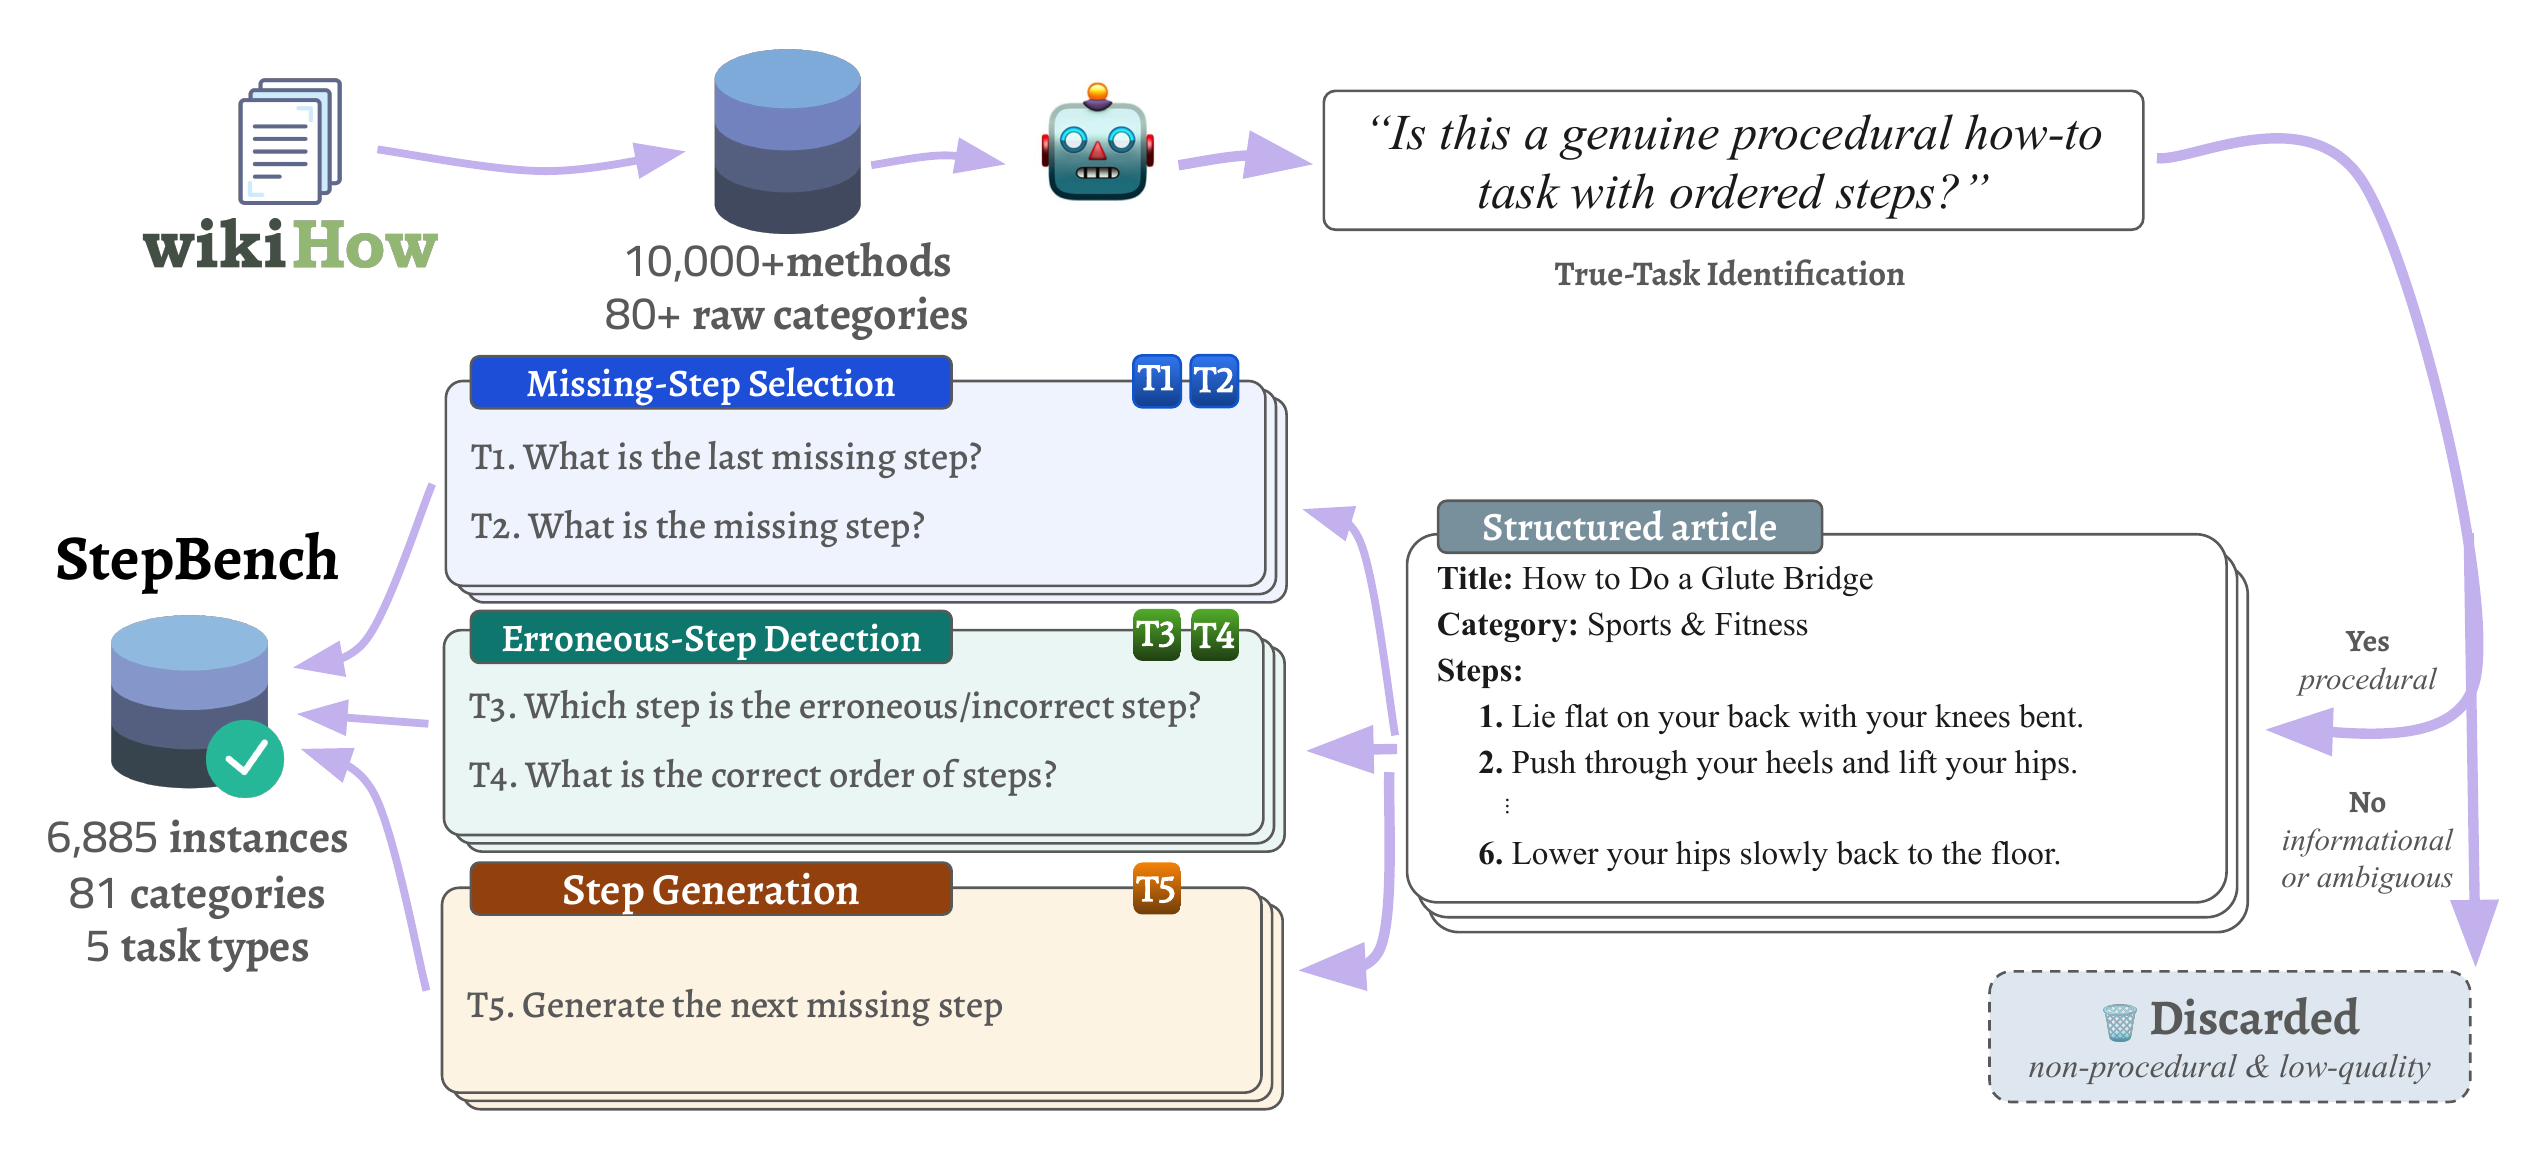 wikiHow
10,000+methods
80+ raw categories
“Is this a genuine procedural how-to
task with ordered steps?”
True-Task Identification
Missing-Step Selection
T1 T2
T1. What is the last missing step?
T2. What is the missing step?
Erroneous-Step Detection
T3 T4
T3. Which step is the erroneous/incorrect step?
T4. What is the correct order of steps?
Step Generation
T5
T5. Generate the next missing step
StepBench
6,885 instances
81 categories
5 task types
Structured article
Title: How to Do a Glute Bridge
Category: Sports & Fitness
Steps:
1. Lie flat on your back with your knees bent.
2. Push through your heels and lift your hips.
⋮
6. Lower your hips slowly back to the floor.
Yes
procedural
No
informational
or ambiguous
Discarded
non-procedural & low-quality